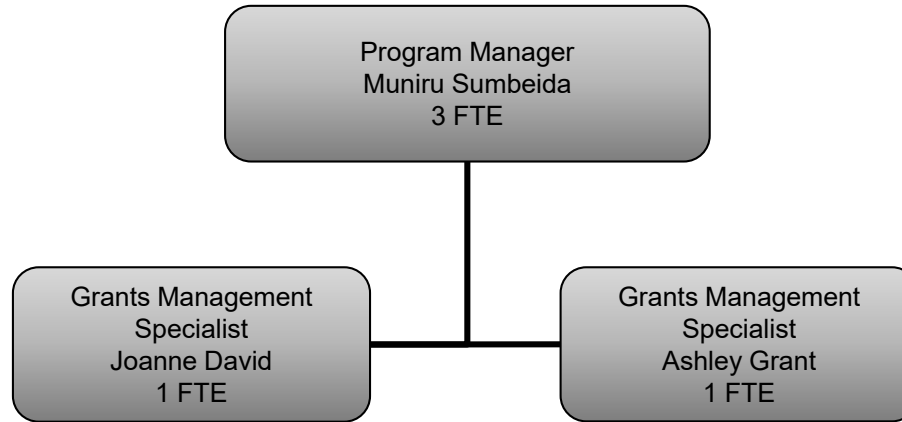 Program Manager
Muniru Sumbeida
3 FTE
Grants Management
Specialist
Joanne David
1 FTE
Grants Management
Specialist
Ashley Grant
1 FTE